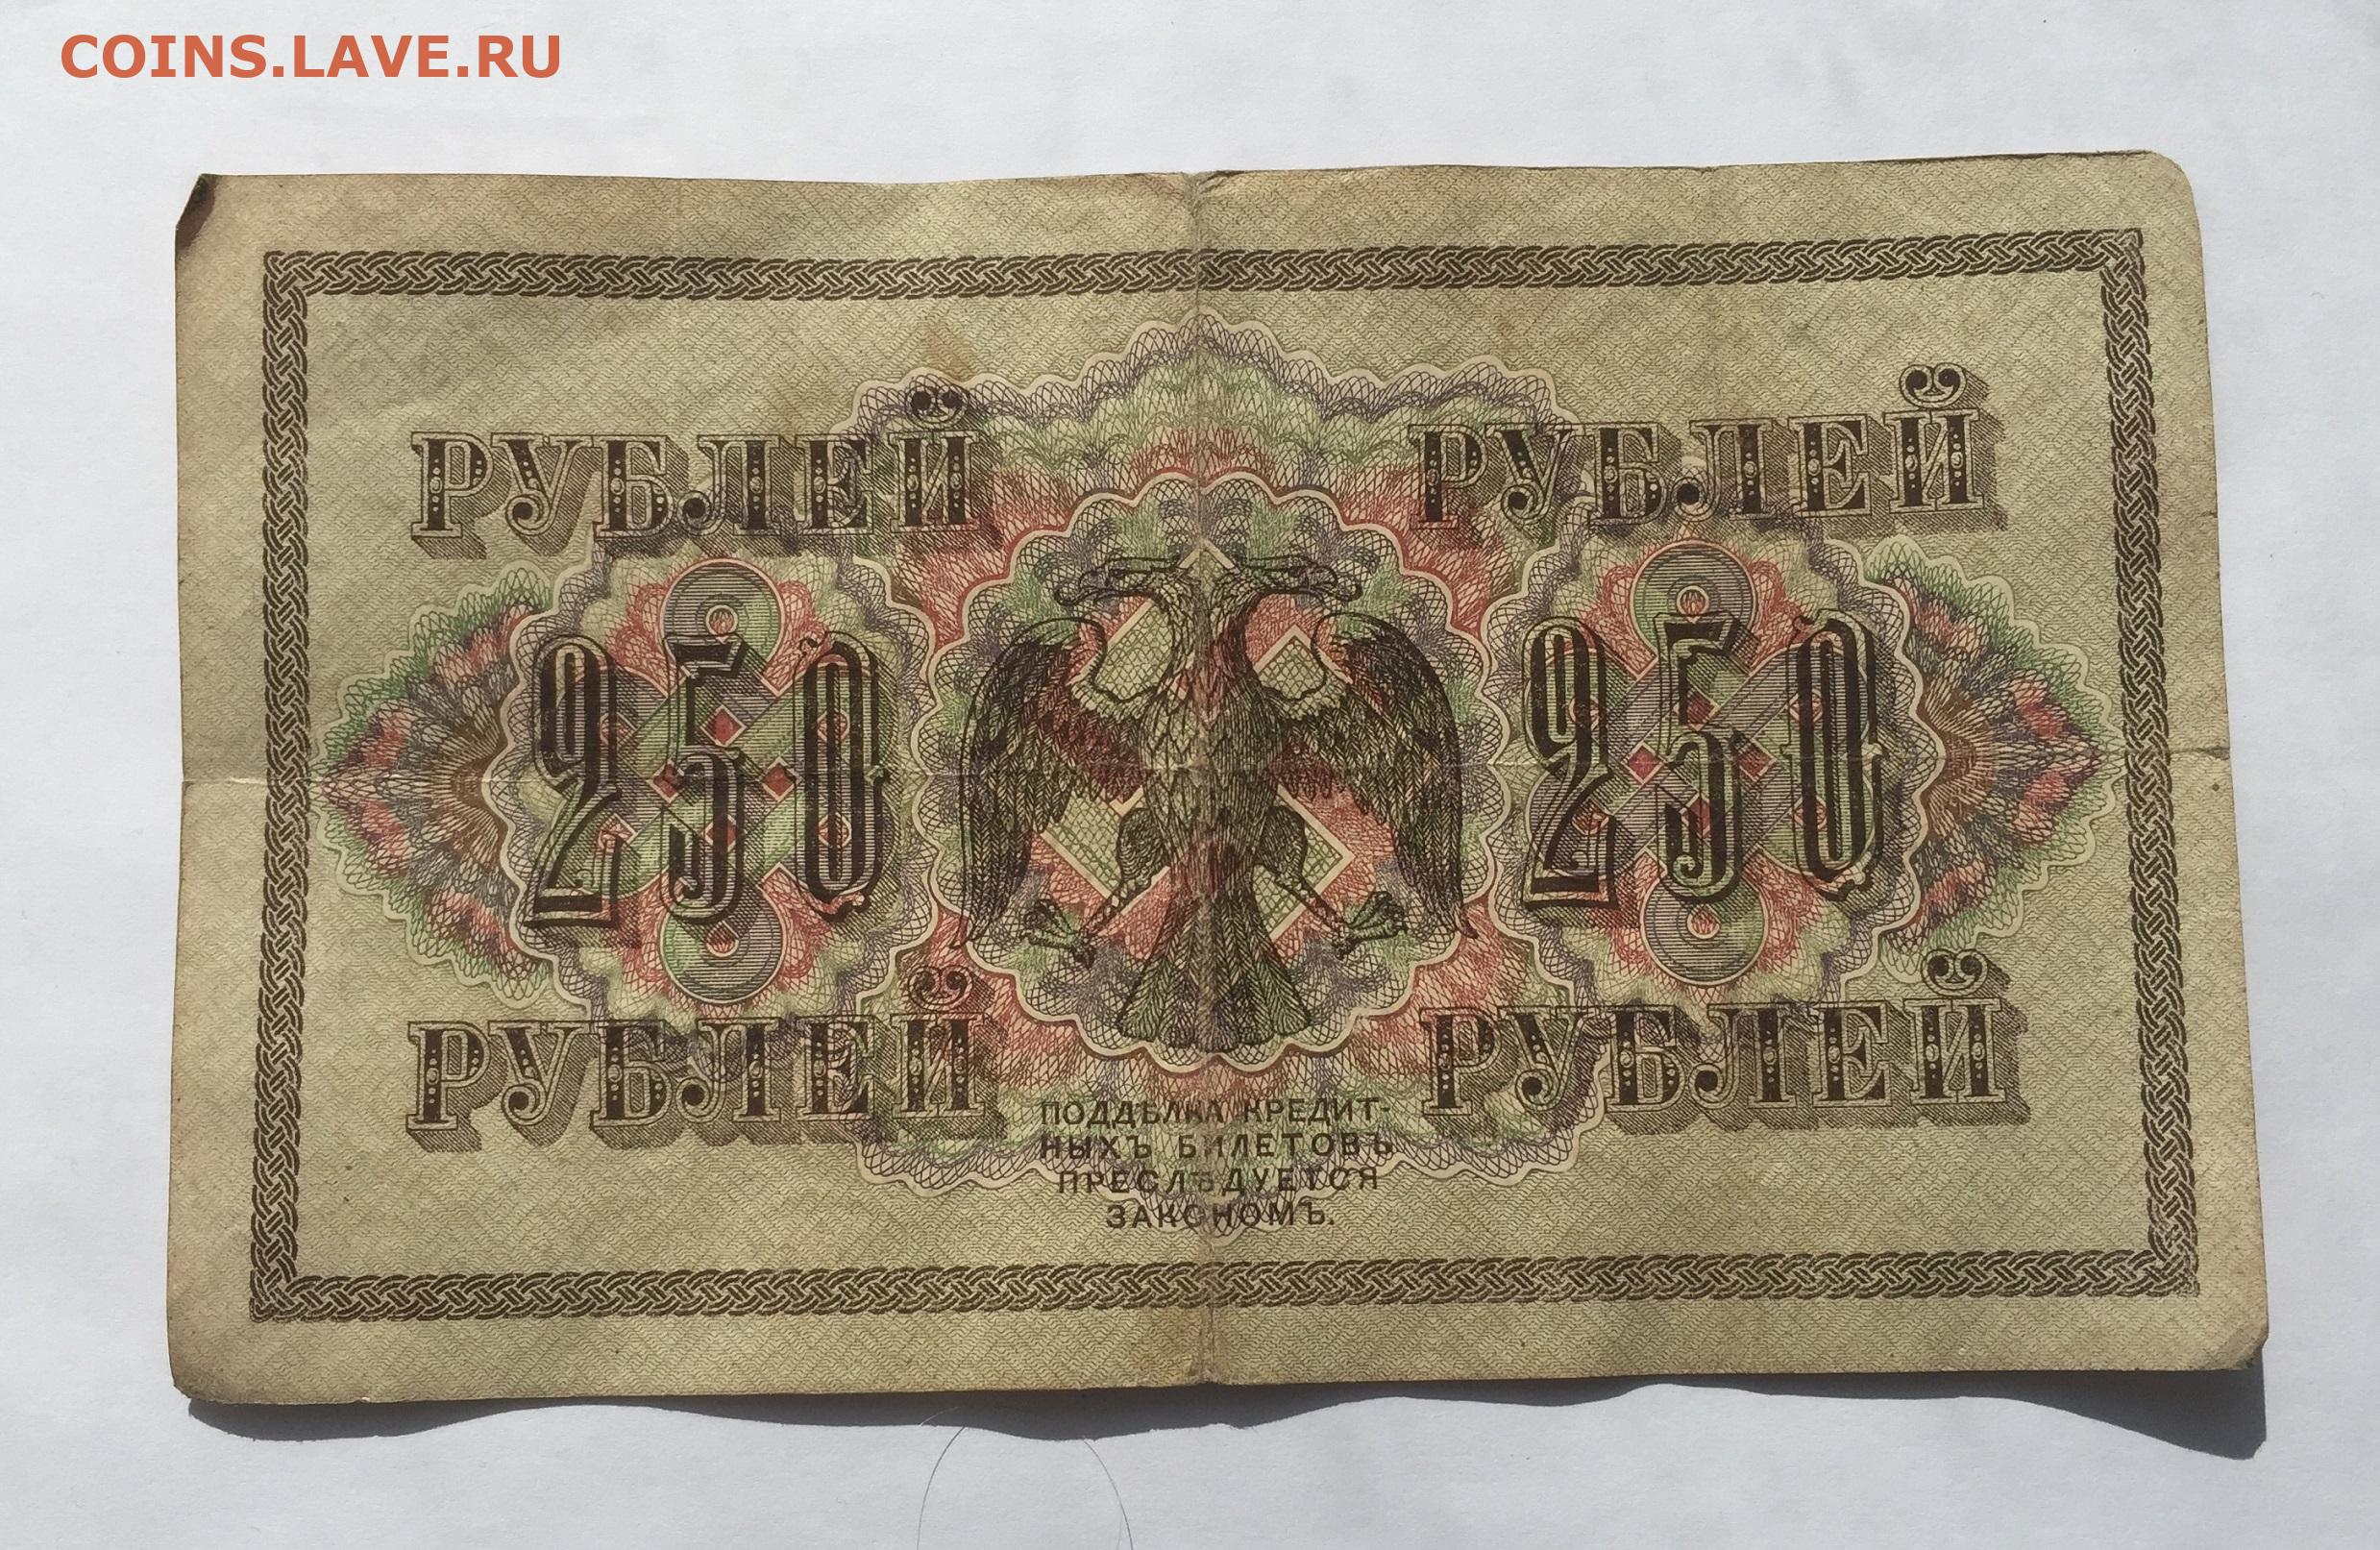 COINS.LAVE.RU
РУБЛЕЙ РУБЛЕЙ
250 250
РУБЛЕЙ РУБЛЕЙ
ПОДДѢЛКА КРЕДИТ-
НЫХЪ БИЛЕТОВЪ
ПРЕСЛѢДУЕТСЯ
ЗАКОНОМЪ.